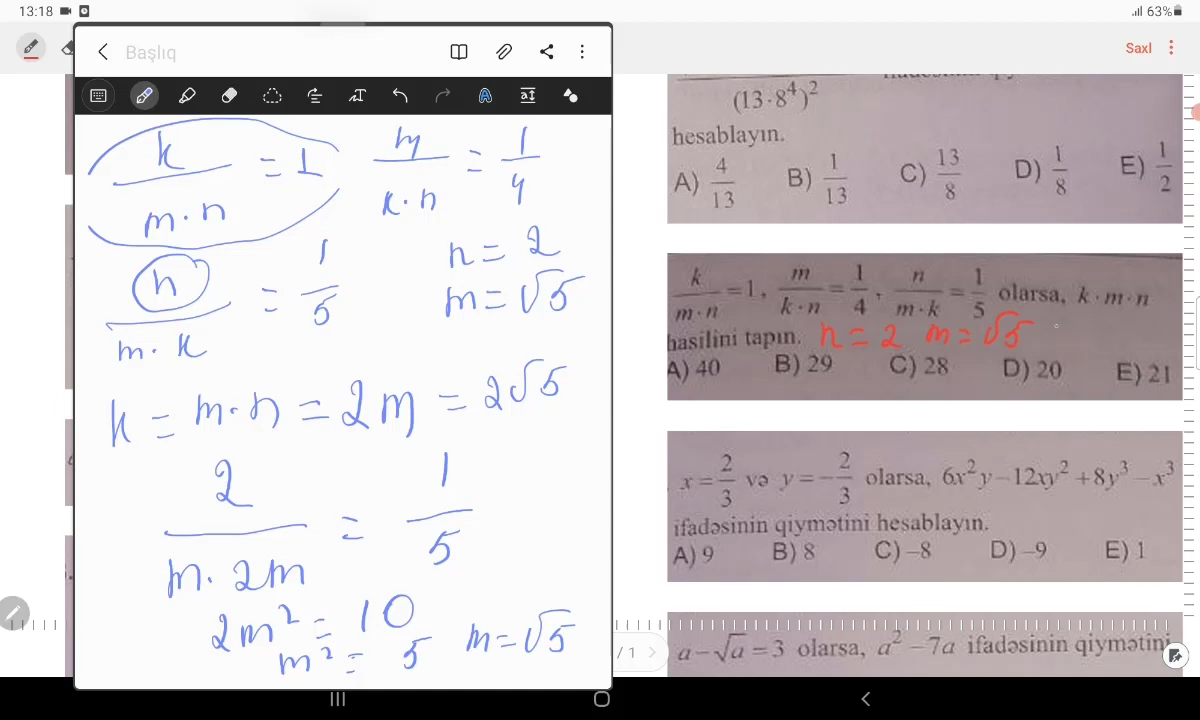 13:18
63%
Başlıq
Saxl
k/(m·n) = 1 m/(k·n) = 1/4
n/(m·k) = 1/5
n = 2
m = √5
k = m·n = 2m = 2√5
2/(m·2m) = 1/5
2m² = 10
m² = 5 m = √5
(13·8⁴)²
hesablayın.
A) 4/13 B) 1/13 C) 13/8 D) 1/8 E) 1/2
k/(m·n) = 1, m/(k·n) = 1/4, n/(m·k) = 1/5 olarsa, k·m·n
hasilini tapın. n = 2 m = √5
A) 40 B) 29 C) 28 D) 20 E) 21
x = 2/3 və y = −2/3 olarsa, 6x²y−12xy²+8y³−x³
ifadəsinin qiymətini hesablayın.
A) 9 B) 8 C) −8 D) −9 E) 1
a−√a = 3 olarsa, a²−7a ifadəsinin qiymətini
/ 1